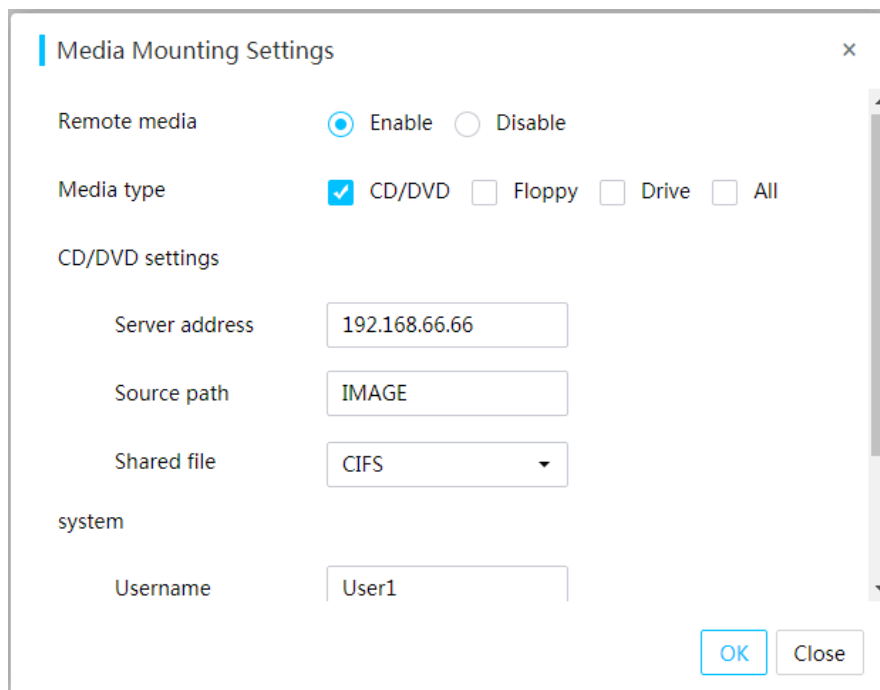 Media Mounting Settings ×
Remote media Enable Disable
Media type CD/DVD Floppy Drive All
CD/DVD settings
Server address 192.168.66.66
Source path IMAGE
Shared file CIFS
system
Username User1
OK Close